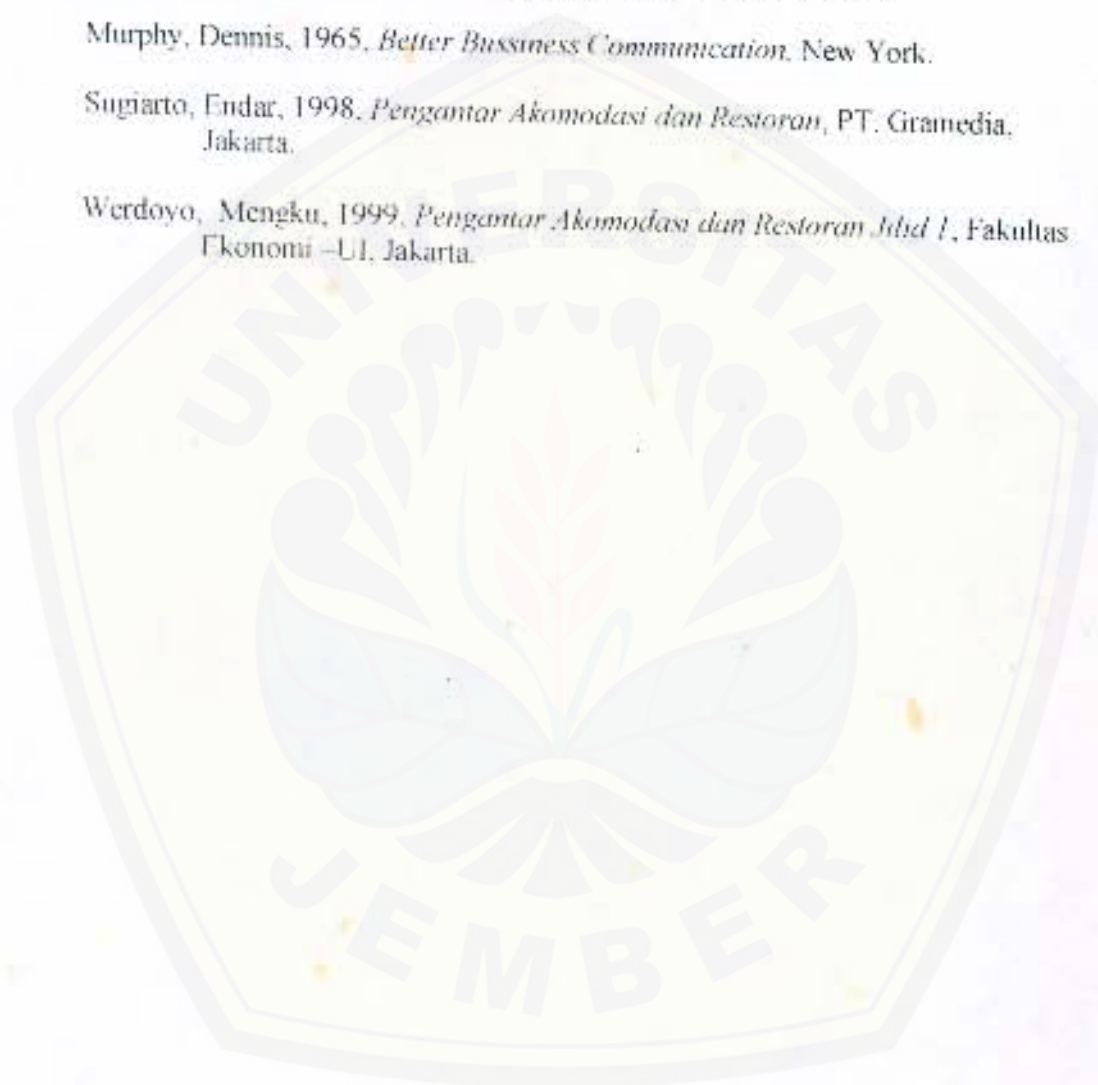 Murphy, Dennis, 1965, Better Bussiness Communication, New York.
Sugiarto, Endar, 1998, Pengantar Akomodasi dan Restoran, PT. Gramedia,
Jakarta.
Werdoyo, Mengku, 1999, Pengantar Akomodasi dan Restoran Jilid 1, Fakultas
Ekonomi –UI, Jakarta.
UNIVERSITAS
JEMBER